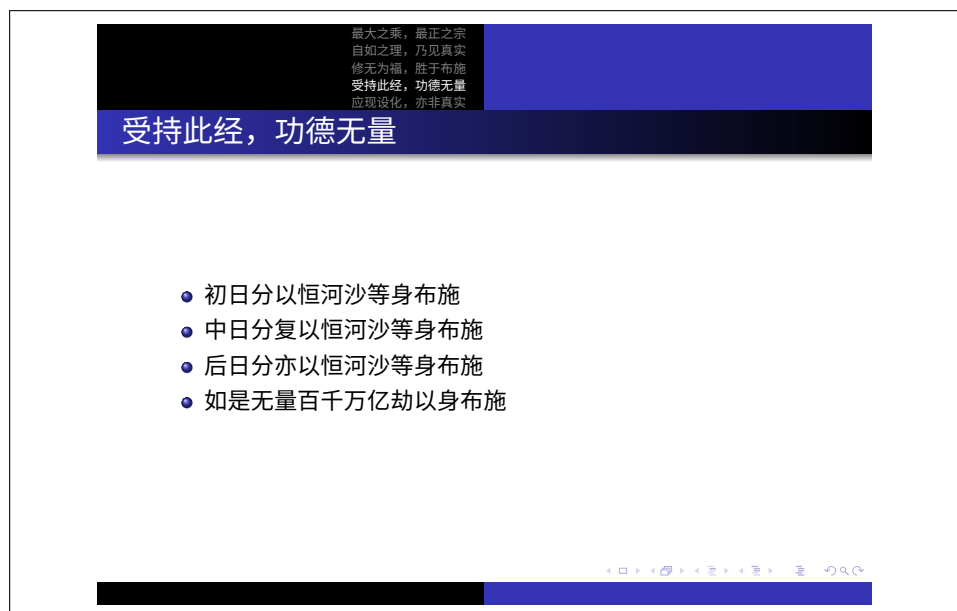 最大之乘，最正之宗
自如之理，乃见真实
修无为福，胜于布施
受持此经，功德无量
应现设化，亦非真实
受持此经，功德无量
初日分以恒河沙等身布施
中日分复以恒河沙等身布施
后日分亦以恒河沙等身布施
如是无量百千万亿劫以身布施